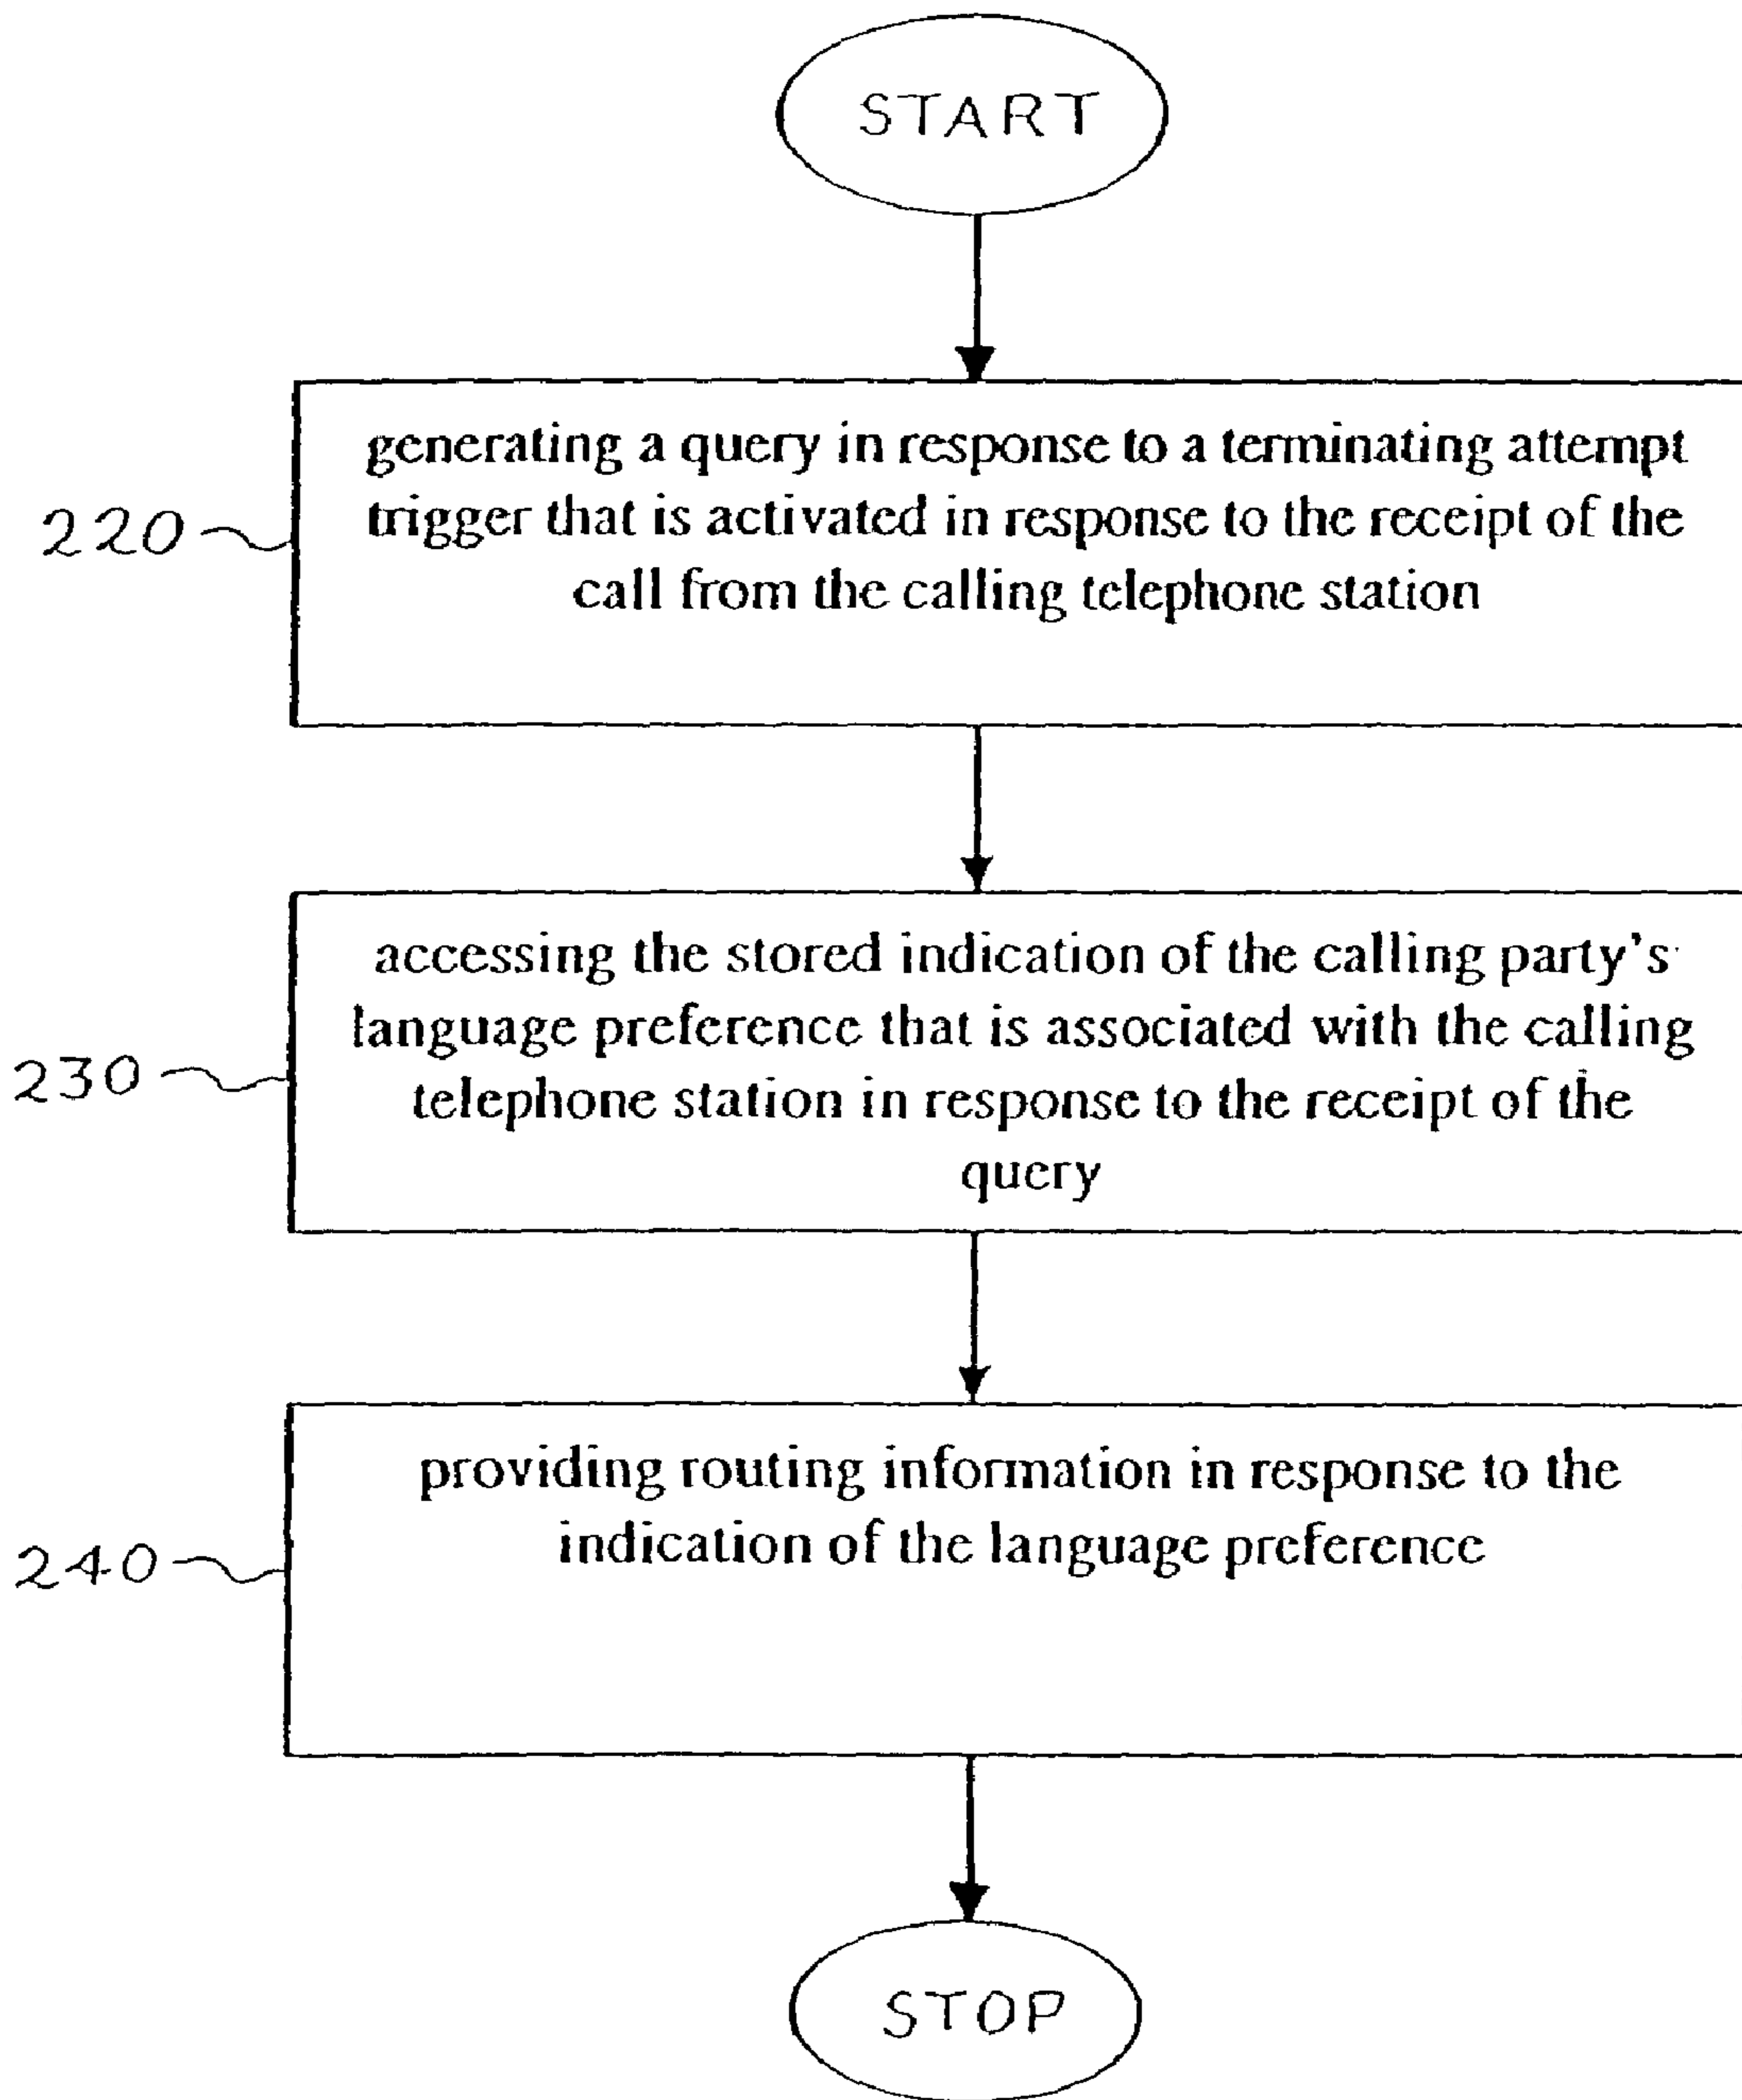 START
generating a query in response to a terminating attempt
trigger that is activated in response to the receipt of the
call from the calling telephone station
220
accessing the stored indication of the calling party's
language preference that is associated with the calling
telephone station in response to the receipt of the
query
230
providing routing information in response to the
indication of the language preference
240
STOP